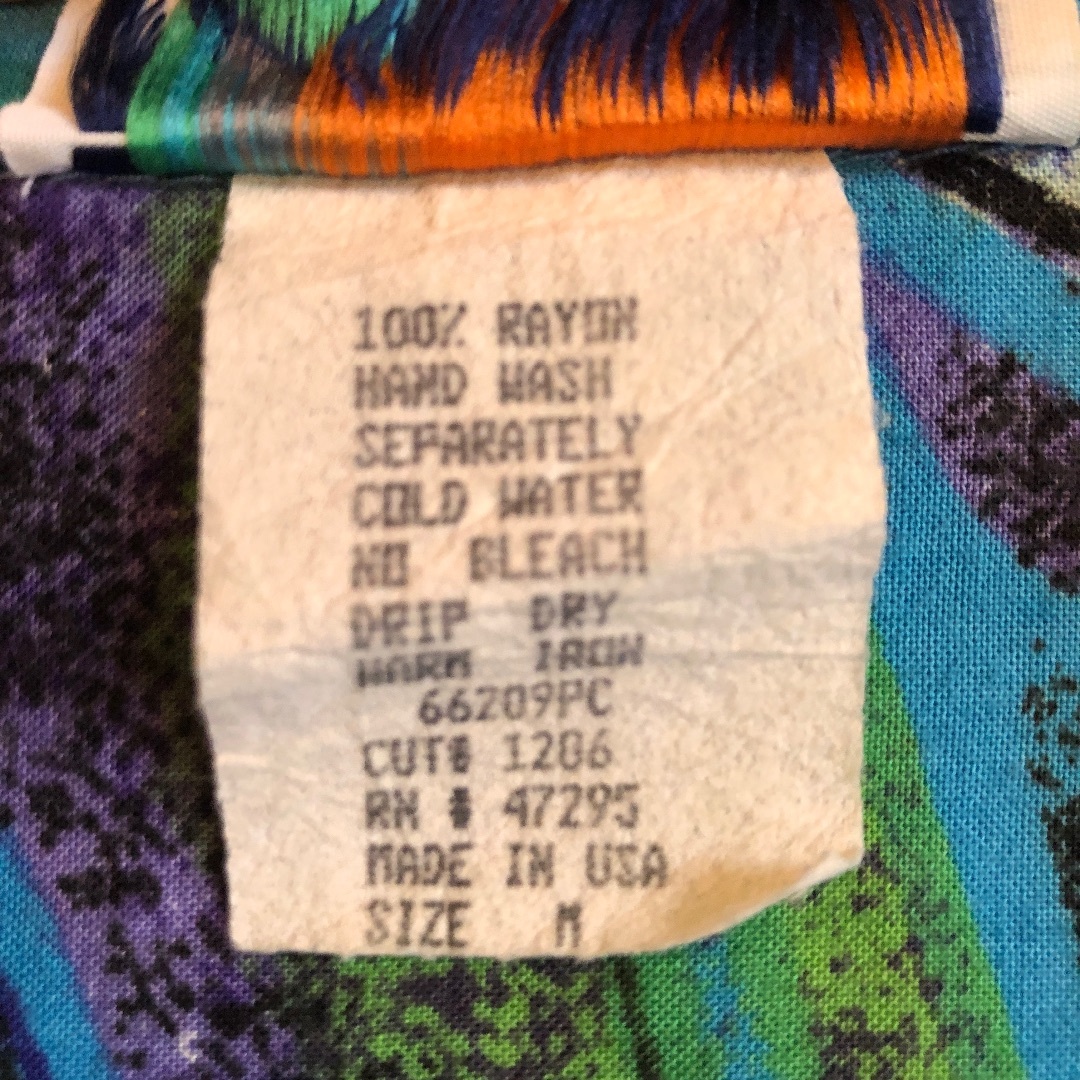 100% RAYON
HAND WASH
SEPARATELY
COLD WATER
NO BLEACH
DRIP DRY
WARM IRON
66209PC
CUT# 1206
RN # 47295
MADE IN USA
SIZE M